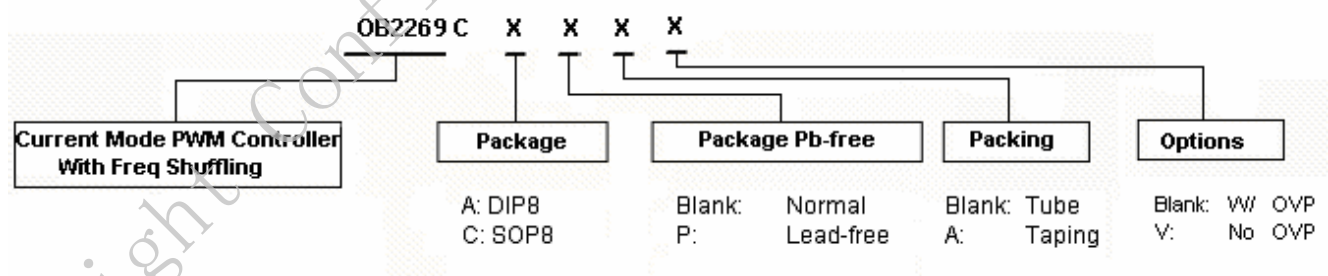 OB2269 C X X X X
Current Mode PWM Controller
With Freq Shuffling
Package
Package Pb-free
Packing
Options
A: DIP8
C: SOP8
Blank: Normal
P: Lead-free
Blank: Tube
A: Taping
Blank: W/ OVP
V: No OVP